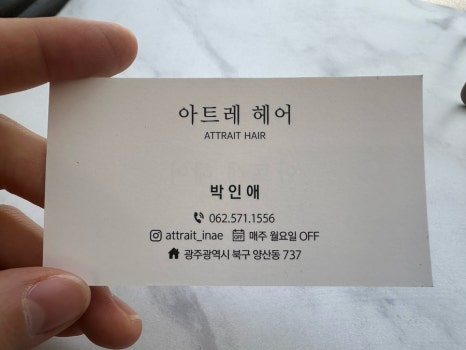 아트레 헤어
ATTRAIT HAIR
박인애
062.571.1556
attrait_inae OFF 매주 월요일 OFF
광주광역시 북구 양산동 737